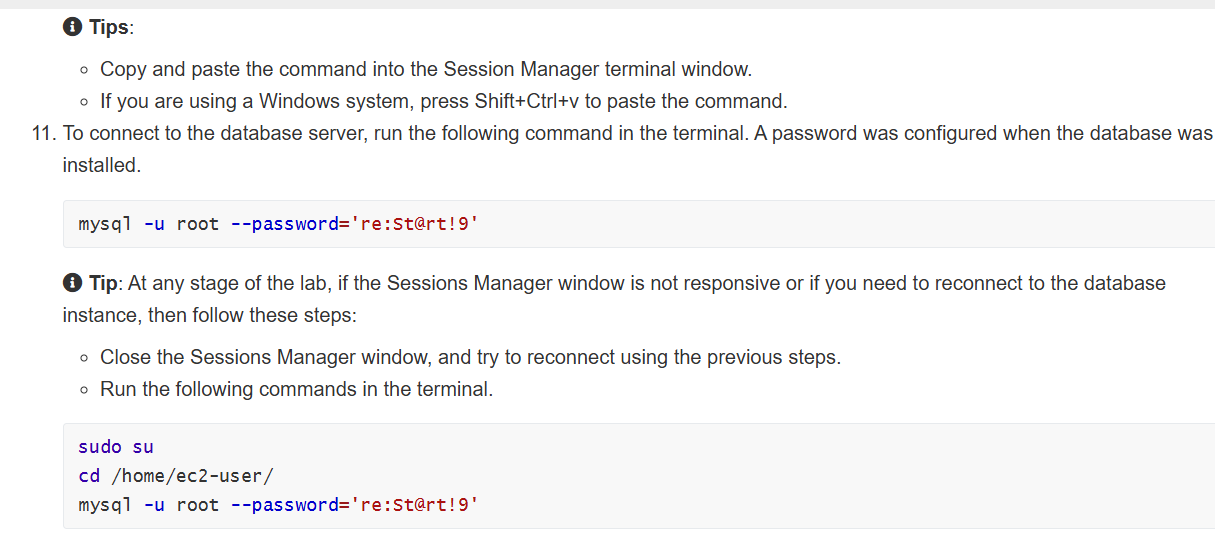 Tips:
Copy and paste the command into the Session Manager terminal window.
If you are using a Windows system, press Shift+Ctrl+v to paste the command.
11. To connect to the database server, run the following command in the terminal. A password was configured when the database was
installed.
mysql -u root --password='re:St@rt!9'
Tip: At any stage of the lab, if the Sessions Manager window is not responsive or if you need to reconnect to the database
instance, then follow these steps:
Close the Sessions Manager window, and try to reconnect using the previous steps.
Run the following commands in the terminal.
sudo su
cd /home/ec2-user/
mysql -u root --password='re:St@rt!9'